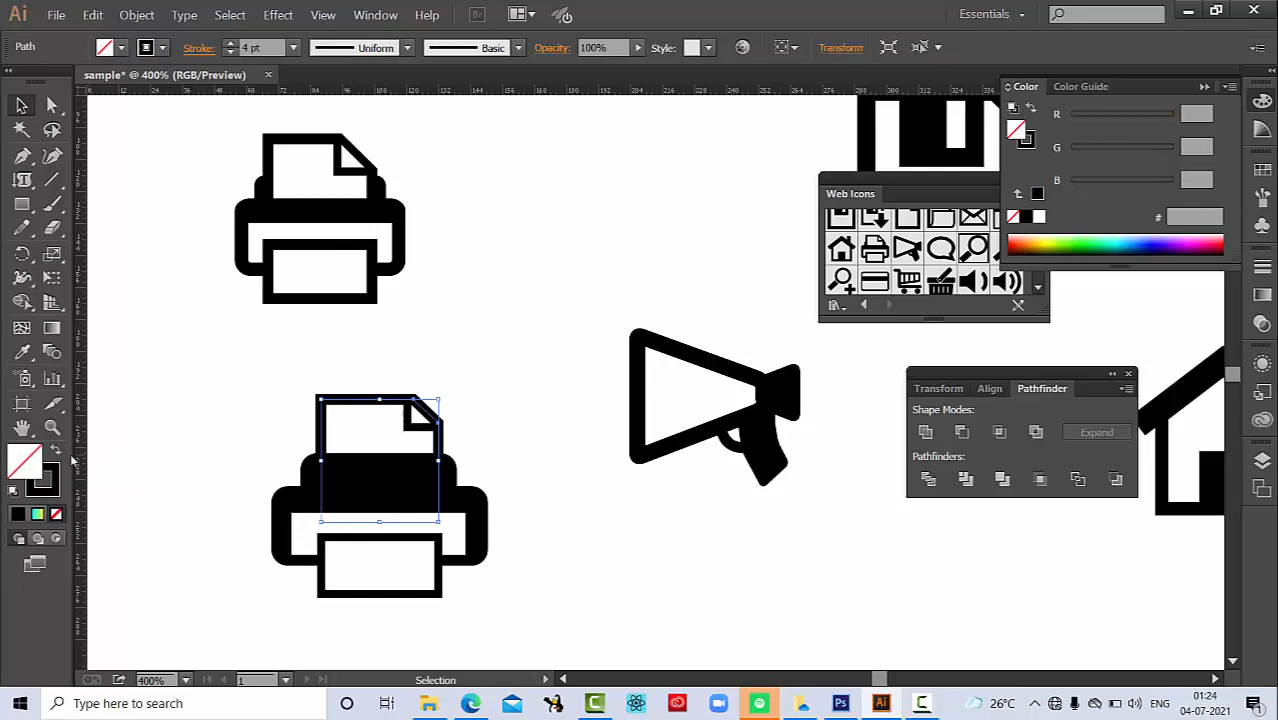 Ai File Edit Object Type Select Effect View Window Help Br Essentials
Path Stroke: 4 pt Uniform Basic Opacity: 100% Style: Transform
sample* @ 400% (RGB/Preview) ×
Color Color Guide
R
G
B
#
Web Icons
Transform Align Pathfinder
Shape Modes:
Expand
Pathfinders:
400% 1 Selection
Type here to search
26°C
01:24
04-07-2021